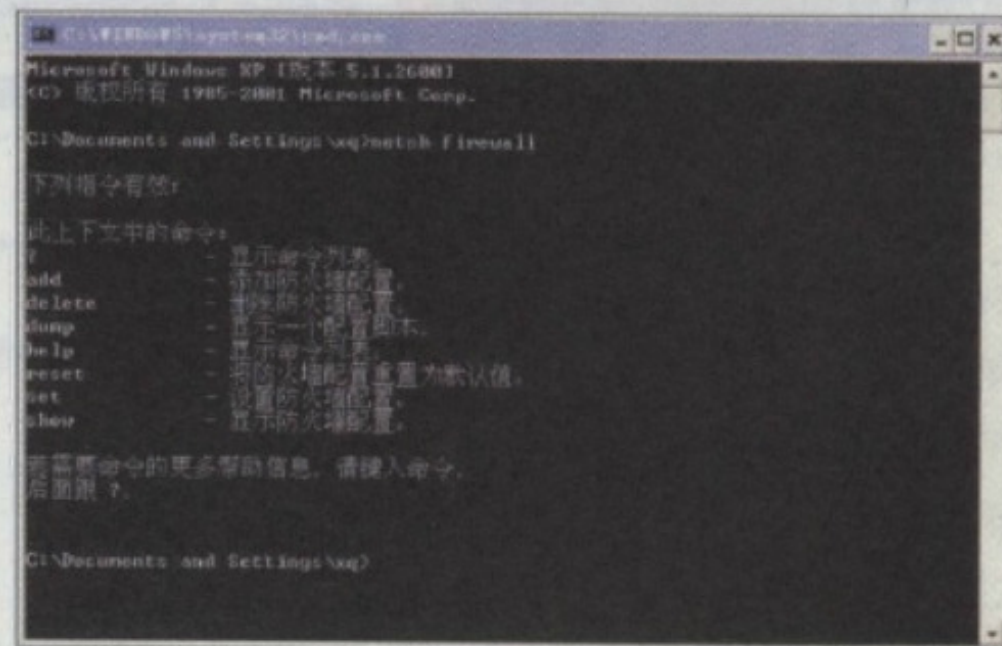 C:\WINDOWS\system32\cmd.exe
Microsoft Windows XP [版本 5.1.2600]
(C) 版权所有 1985-2001 Microsoft Corp.
C:\Documents and Settings\xq>netsh firewall
下列指令有效:
此上下文中的命令:
? - 显示命令列表。
add - 添加防火墙配置。
delete - 删除防火墙配置。
dump - 显示一个配置脚本。
help - 显示命令列表。
reset - 将防火墙配置重置为默认值。
set - 设置防火墙配置。
show - 显示防火墙配置。
若需要命令的更多帮助信息，请键入命令，
后面跟 ?。
C:\Documents and Settings\xq>